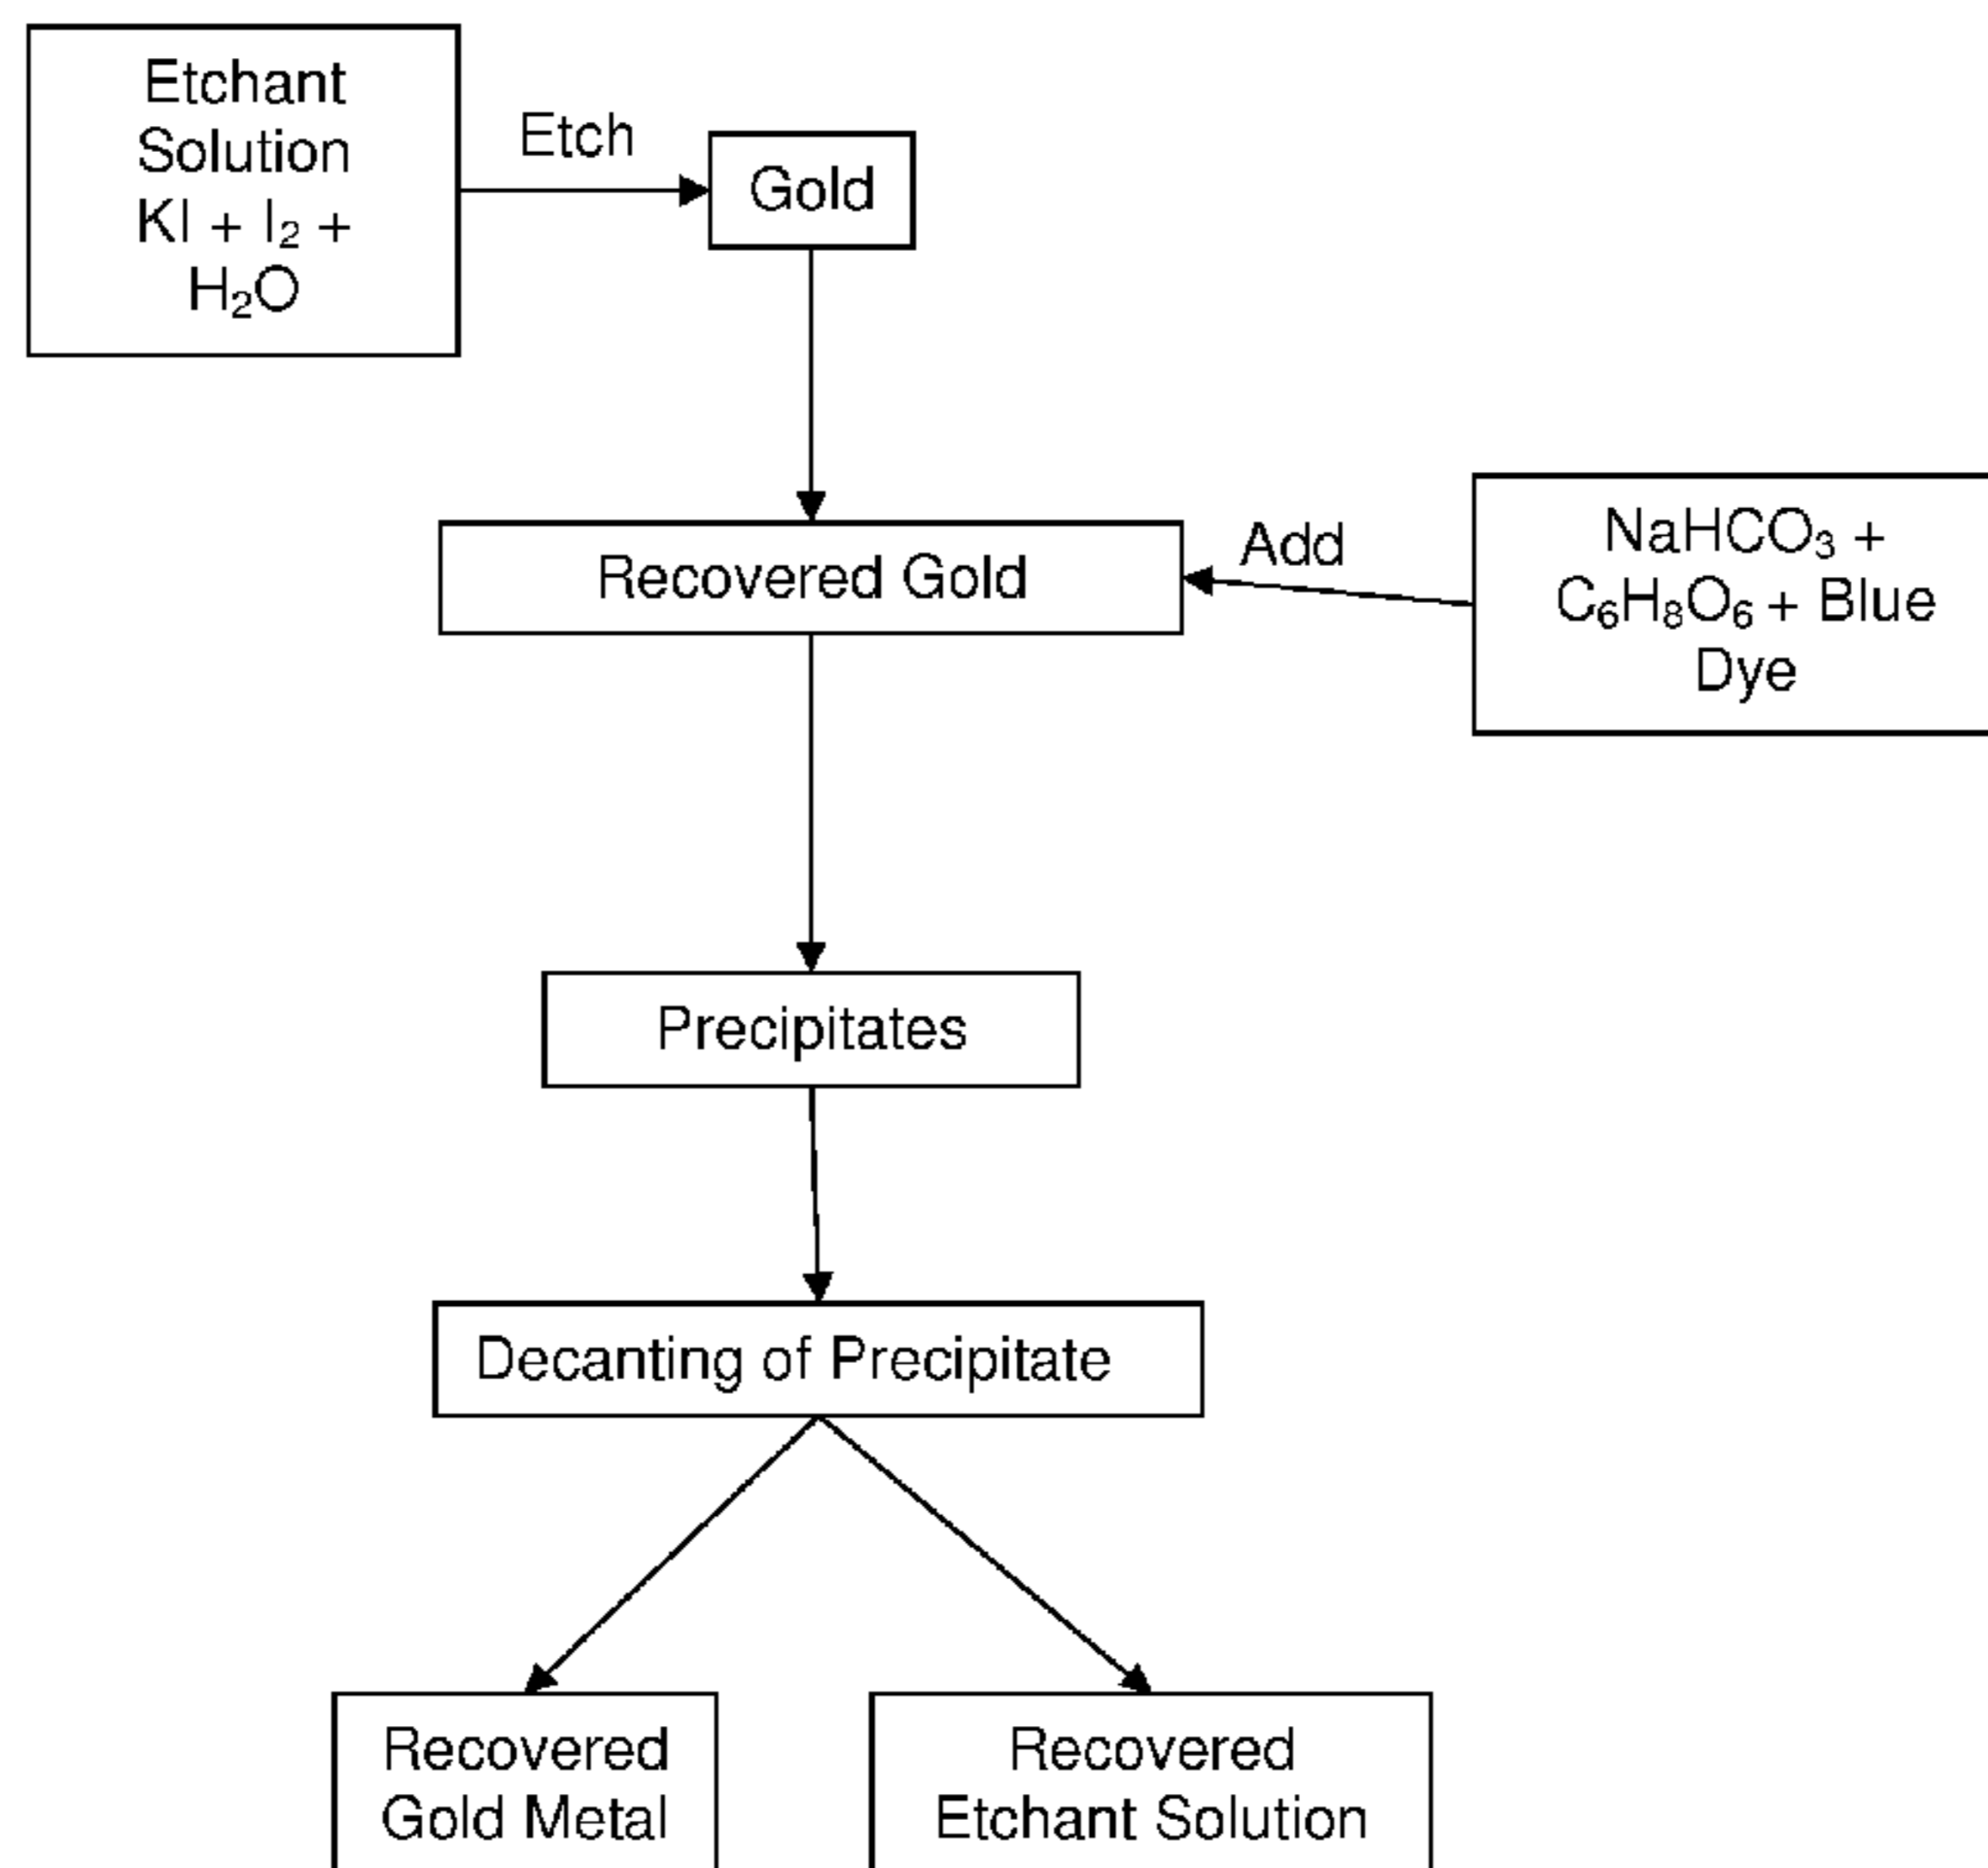 Etchant
Solution
KI + I₂ +
H₂O
Etch
Gold
Recovered Gold
Add
NaHCO₃ +
C₆H₈O₆ + Blue
Dye
Precipitates
Decanting of Precipitate
Recovered
Gold Metal
Recovered
Etchant Solution